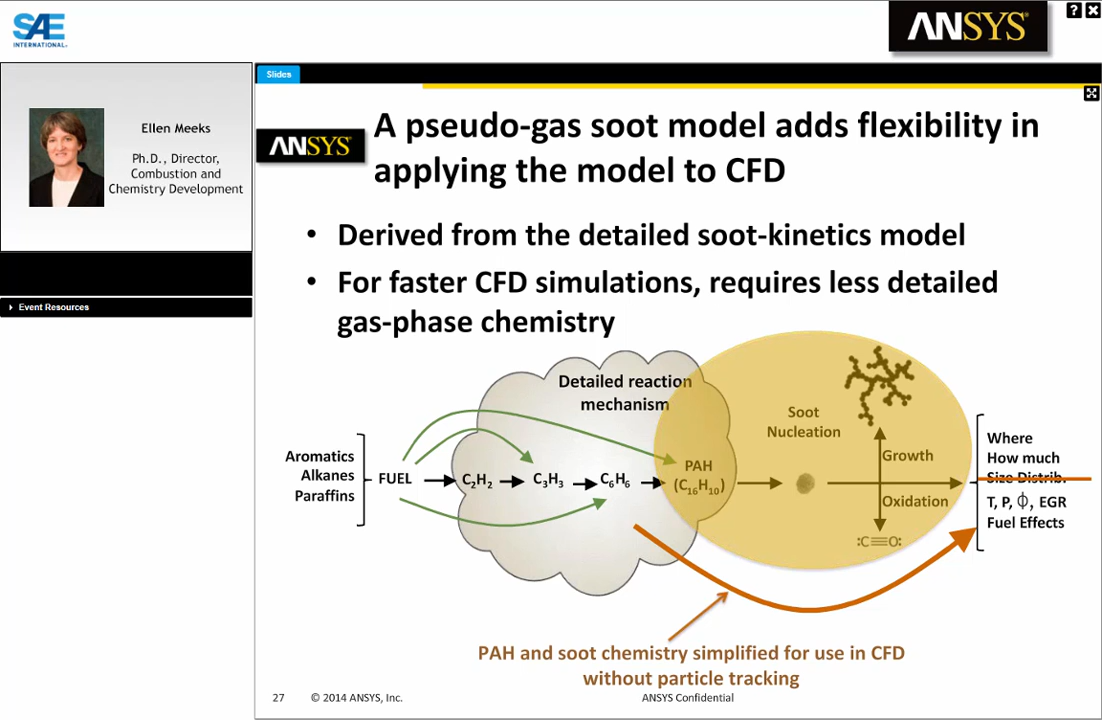 SAE
INTERNATIONAL®
ANSYS®
?
Slides
Ellen Meeks
Ph.D., Director,
Combustion and
Chemistry Development
Event Resources
ANSYS®
A pseudo-gas soot model adds flexibility in
applying the model to CFD
• Derived from the detailed soot-kinetics model
• For faster CFD simulations, requires less detailed
gas-phase chemistry
Detailed reaction
mechanism
Soot
Nucleation
Aromatics
Alkanes
Paraffins
FUEL
C₂H₂
C₃H₃
C₆H₆
PAH
(C₁₆H₁₀)
Growth
Oxidation
:C≡O:
Where
How much
Size Distrib.
T, P, ϕ, EGR
Fuel Effects
PAH and soot chemistry simplified for use in CFD
without particle tracking
27 © 2014 ANSYS, Inc. ANSYS Confidential